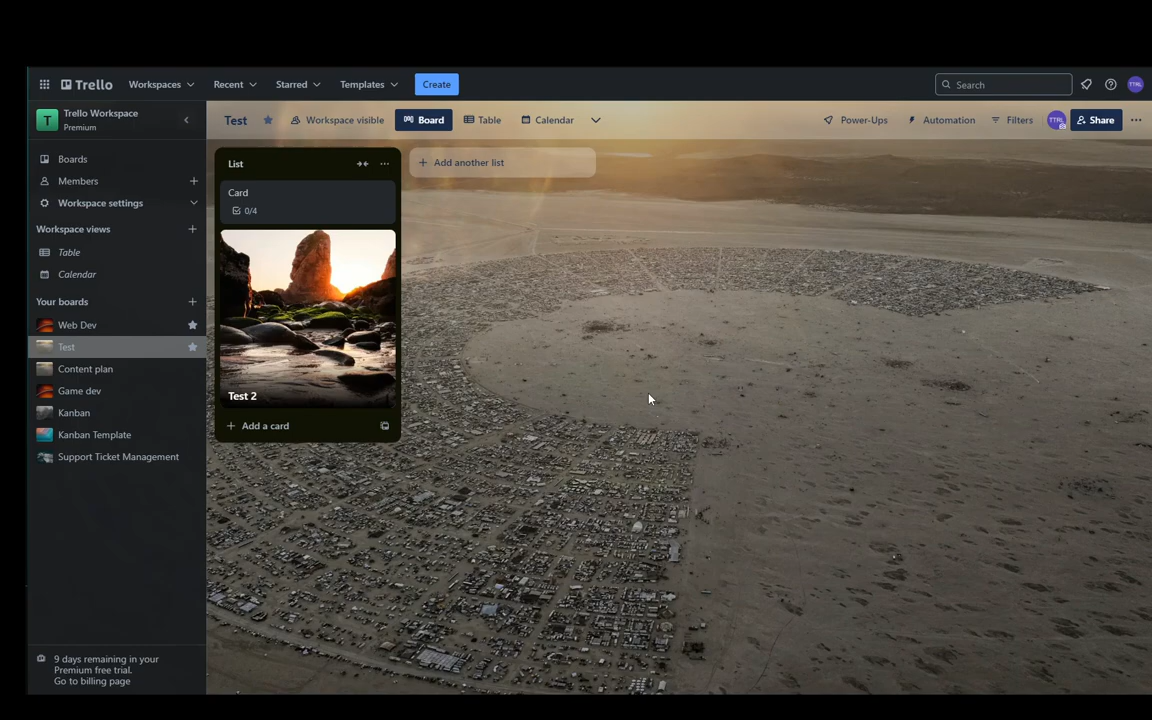 Trello
Workspaces
Recent
Starred
Templates
Create
Search
TTRL
T
Trello Workspace
Premium
Test
Workspace visible
Board
Table
Calendar
Power-Ups
Automation
Filters
TTRL
Share
Boards
Members
Workspace settings
Workspace views
Table
Calendar
Your boards
Web Dev
Test
Content plan
Game dev
Kanban
Kanban Template
Support Ticket Management
9 days remaining in your
Premium free trial.
Go to billing page
List
Card
0/4
Test 2
Add a card
Add another list